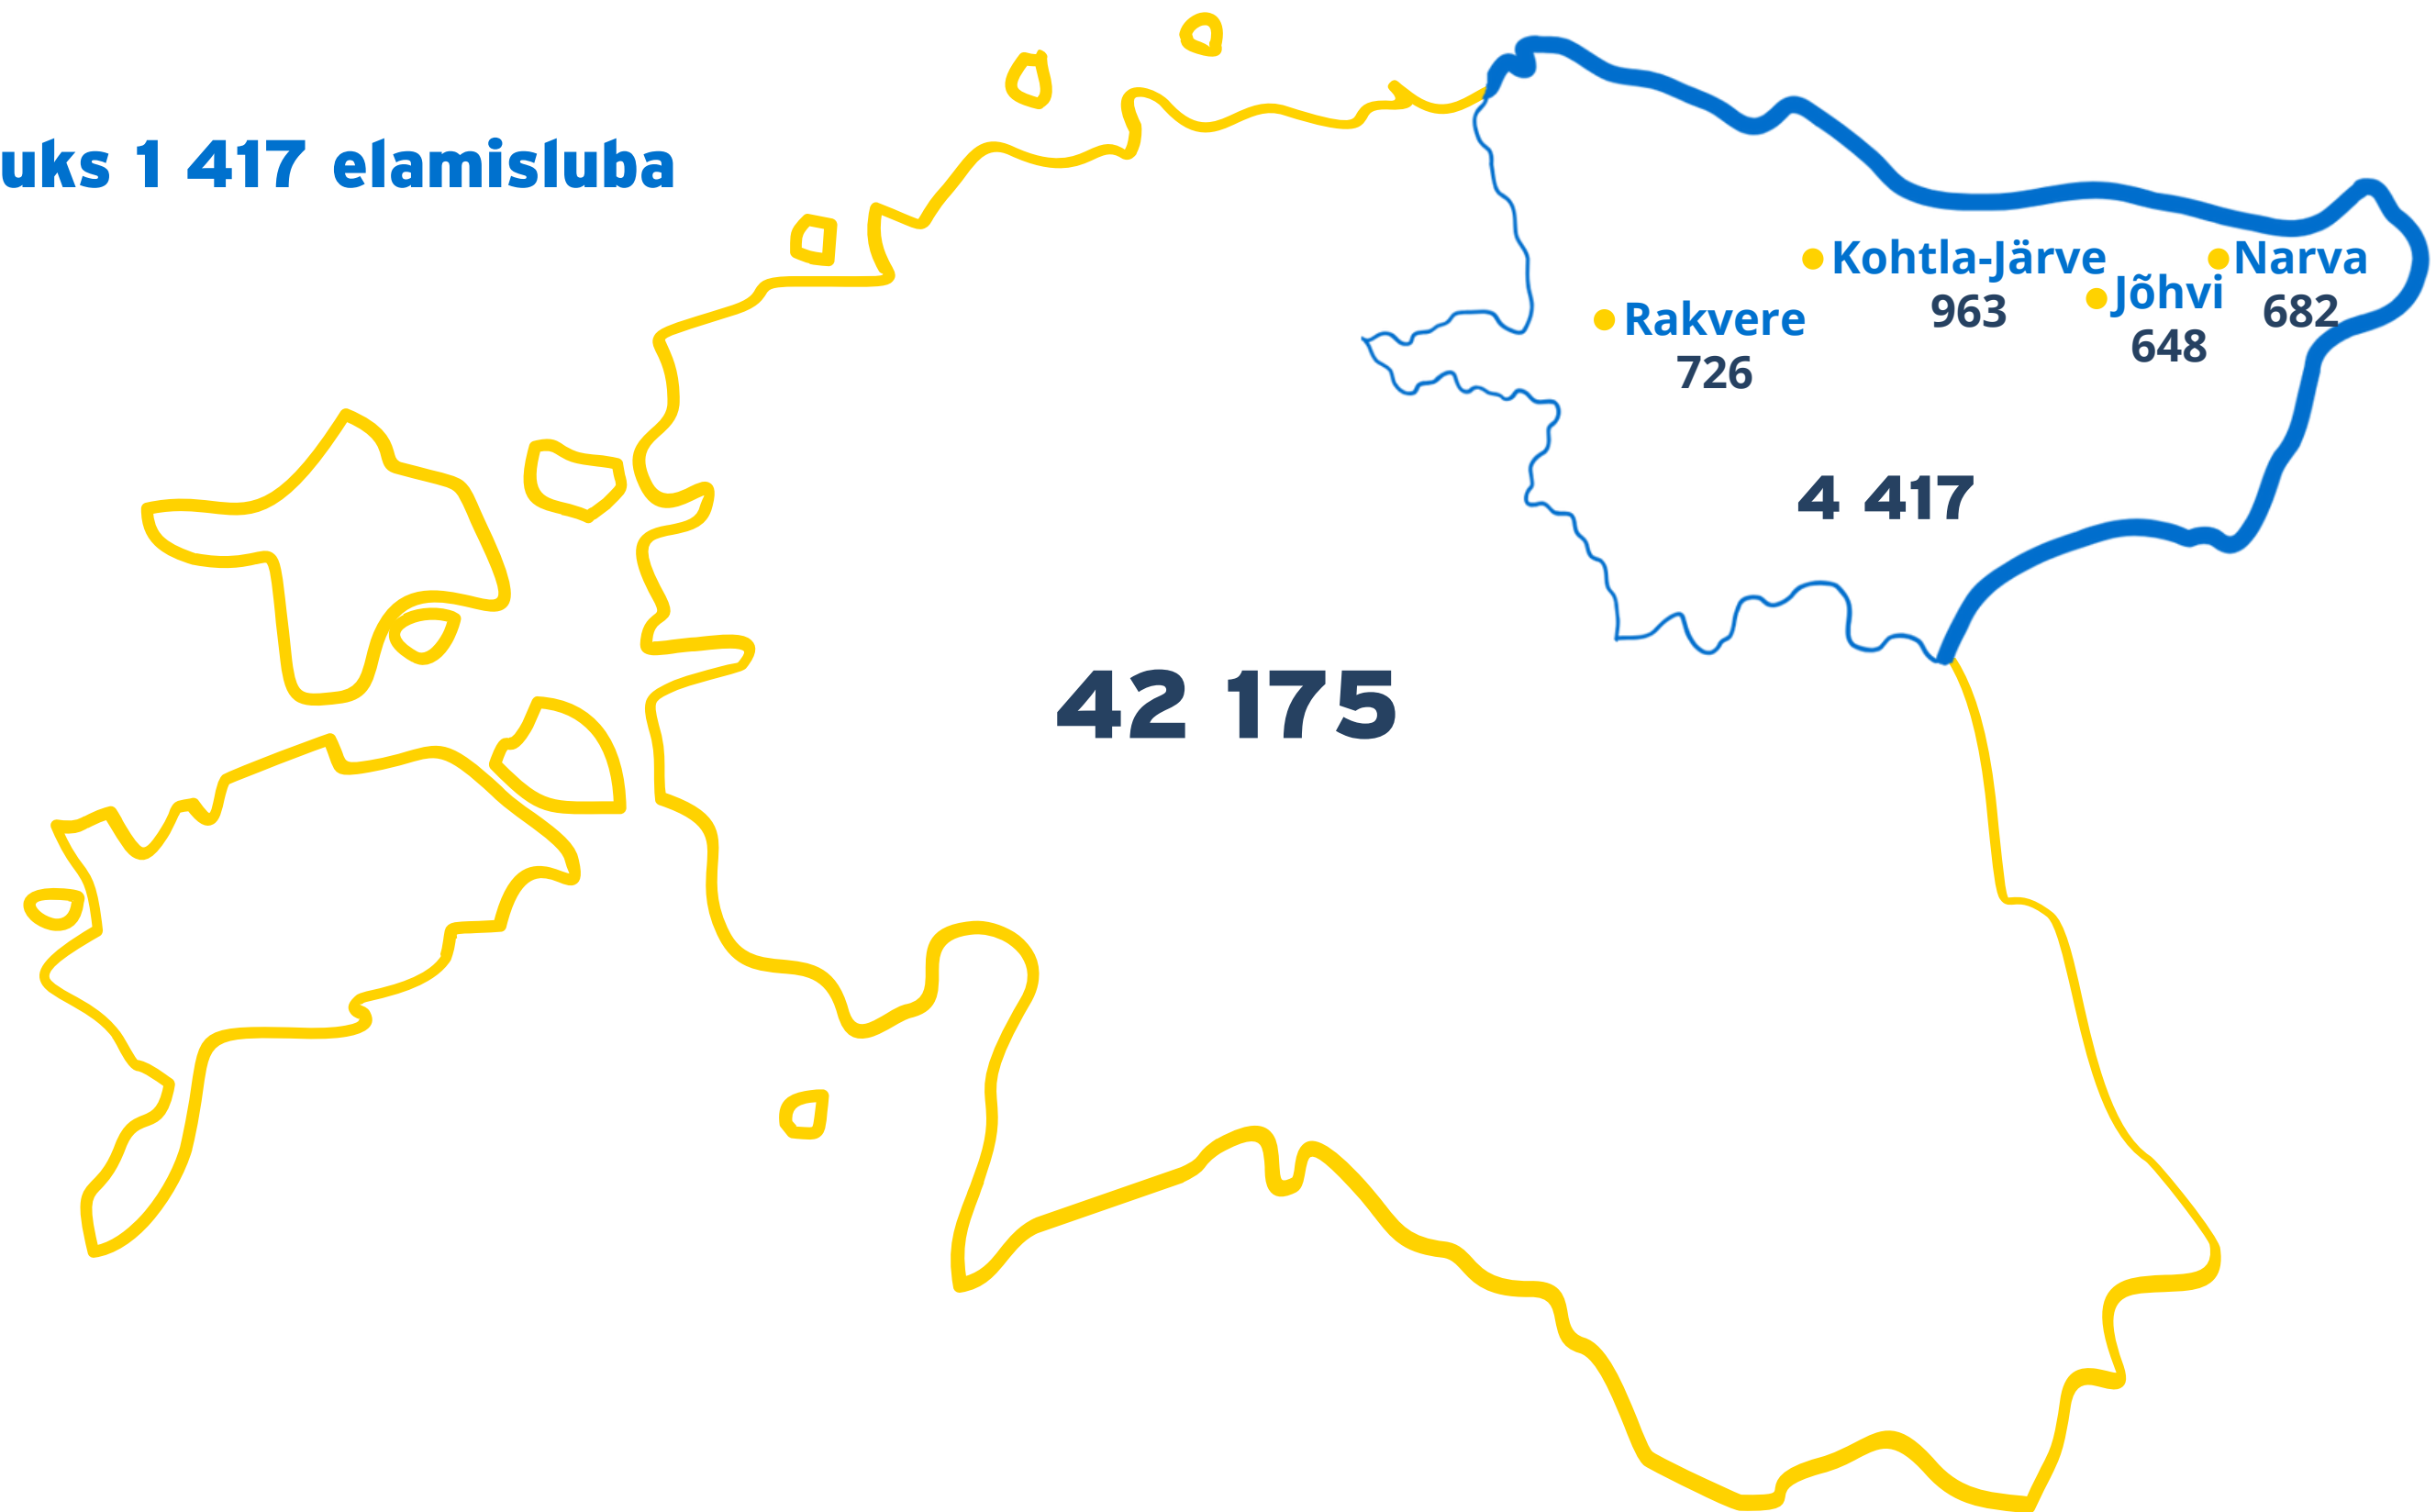 uks 1 417 elamisluba
Kohtla-Järve
963
Narva
682
Jõhvi
648
Rakvere
726
4 417
42 175